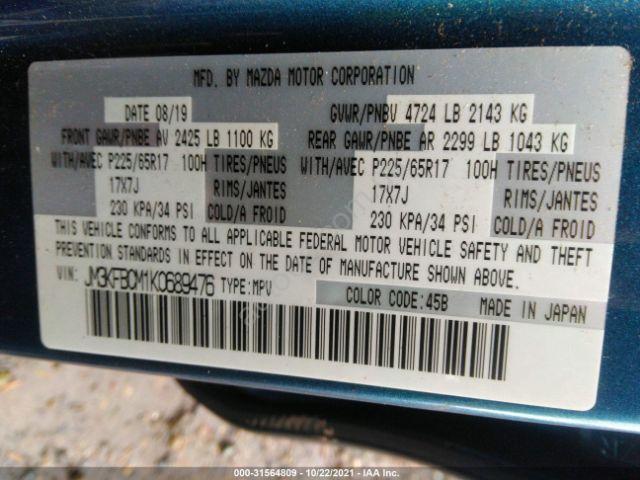 MFD. BY MAZDA MOTOR CORPORATION
DATE 08/19 GVWR/PNBV 4724 LB 2143 KG
FRONT GAWR/PNBE AV 2425 LB 1100 KG REAR GAWR/PNBE AR 2299 LB 1043 KG
WITH/AVEC P225/65R17 100H TIRES/PNEUS WITH/AVEC P225/65R17 100H TIRES/PNEUS
17X7J RIMS/JANTES 17X7J RIMS/JANTES
230 KPA/34 PSI COLD/A FROID 230 KPA/34 PSI COLD/A FROID
THIS VEHICLE CONFORMS TO ALL APPLICABLE FEDERAL MOTOR VEHICLE SAFETY AND THEFT
PREVENTION STANDARDS IN EFFECT ON THE DATE OF MANUFACTURE SHOWN ABOVE.
VIN: JM3KFBCM1K0689476 TYPE:MPV COLOR CODE:45B MADE IN JAPAN
000-31564809 - 10/22/2021 - IAA Inc.